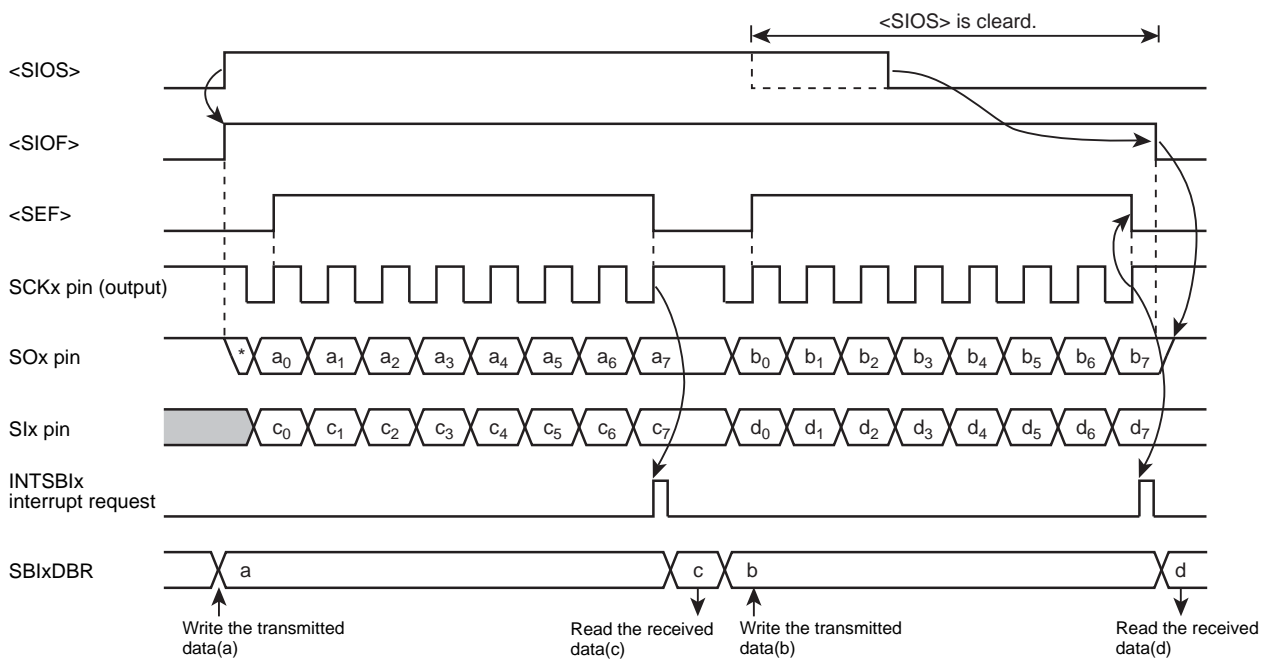 <SIOS> is cleard.
<SIOS>
<SIOF>
<SEF>
SCKx pin (output)
SOx pin
* a0 a1 a2 a3 a4 a5 a6 a7 b0 b1 b2 b3 b4 b5 b6 b7
SIx pin
c0 c1 c2 c3 c4 c5 c6 c7 d0 d1 d2 d3 d4 d5 d6 d7
INTSBIx
interrupt request
SBIxDBR
a c b d
Write the transmitted
data(a)
Read the received
data(c)
Write the transmitted
data(b)
Read the received
data(d)